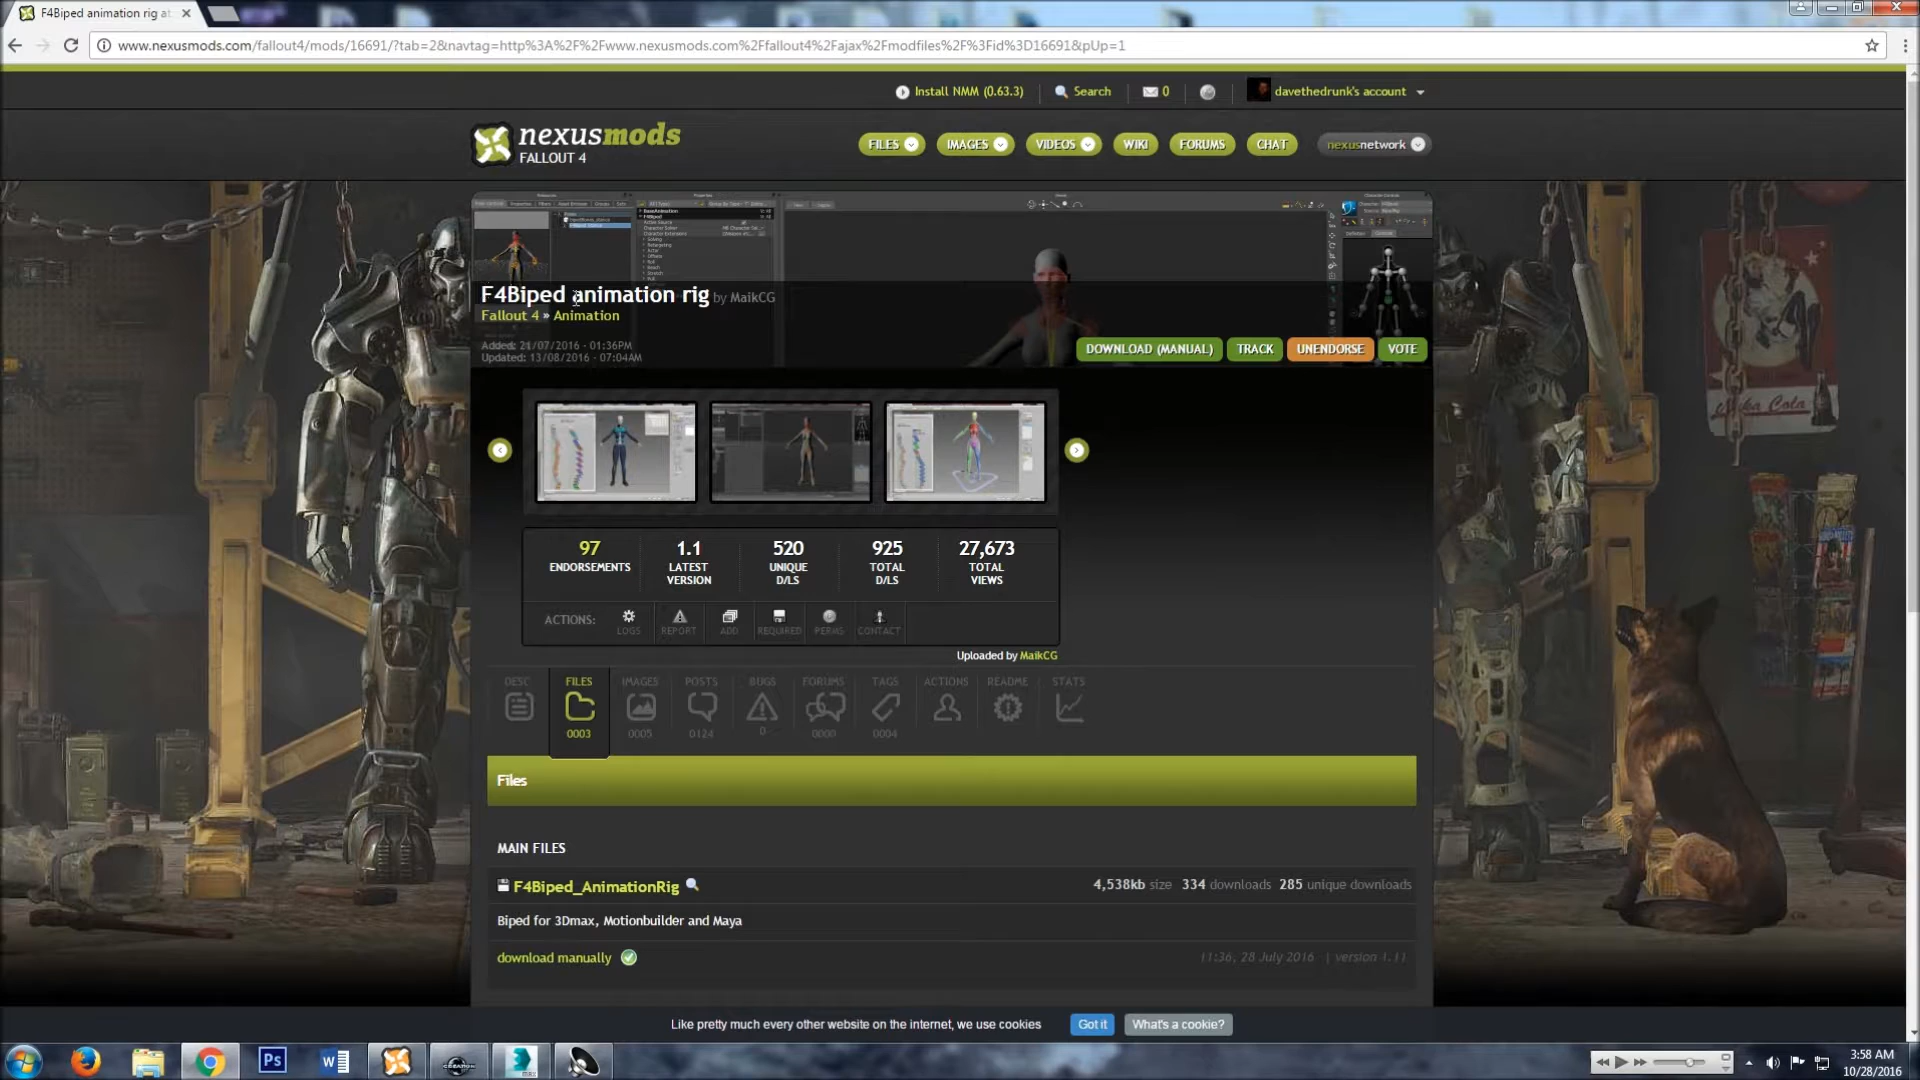 F4Biped animation rig at
www.nexusmods.com/fallout4/mods/16691/?tab=2&navtag=http%3A%2F%2Fwww.nexusmods.com%2Ffallout4%2Fajax%2Fmodfiles%2F%3Fid%3D16691&pUp=1
Install NMM (0.63.3)
Search
0
davethedrunk's account
nexusmods
FALLOUT 4
FILES
IMAGES
VIDEOS
WIKI
FORUMS
CHAT
nexusnetwork
F4Biped animation rig by MaikCG
Fallout 4 » Animation
Added: 21/07/2016 - 01:36PM
Updated: 13/08/2016 - 07:04AM
DOWNLOAD (MANUAL)
TRACK
UNENDORSE
VOTE
97
ENDORSEMENTS
1.1
LATEST
VERSION
520
UNIQUE
D/LS
925
TOTAL
D/LS
27,673
TOTAL
VIEWS
ACTIONS:
LOGS
REPORT
ADD
REQUIRED
PERMS
CONTACT
Uploaded by MaikCG
DESC
FILES
0003
IMAGES
0005
POSTS
0124
BUGS
0
FORUMS
0000
TAGS
0004
ACTIONS
README
STATS
Files
MAIN FILES
F4Biped_AnimationRig
4,538kb size 334 downloads 285 unique downloads
Biped for 3Dmax, Motionbuilder and Maya
download manually
11:36, 28 July 2016 | version 1.11
Like pretty much every other website on the internet, we use cookies
Got it
What's a cookie?
Ps
W
CREATION
3:58 AM
10/28/2016